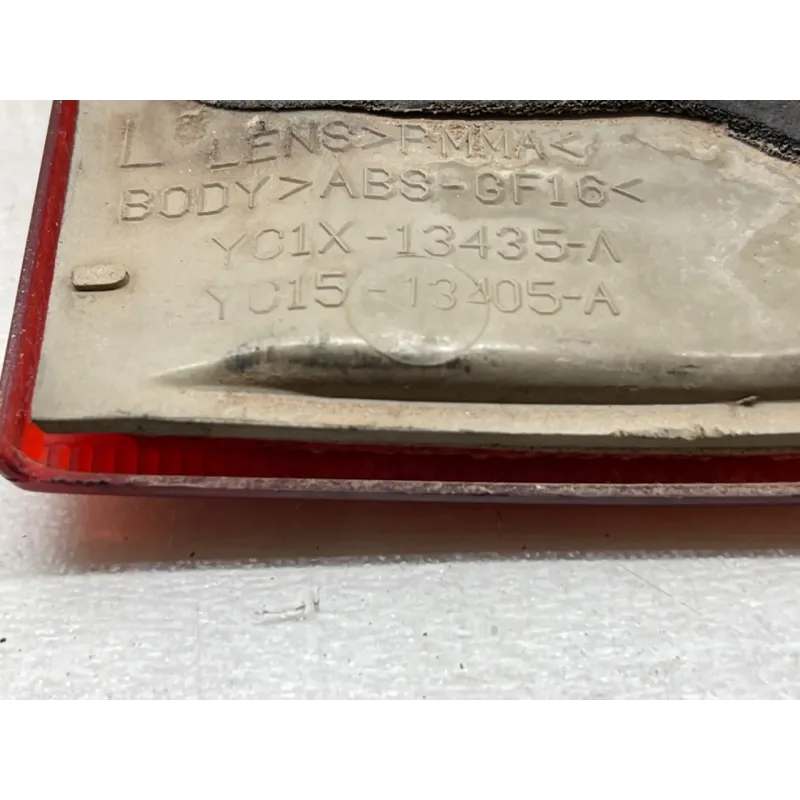 L LENS>PMMA<
BODY>ABS-GF16<
YC1X-13435-A
YC15-13405-A